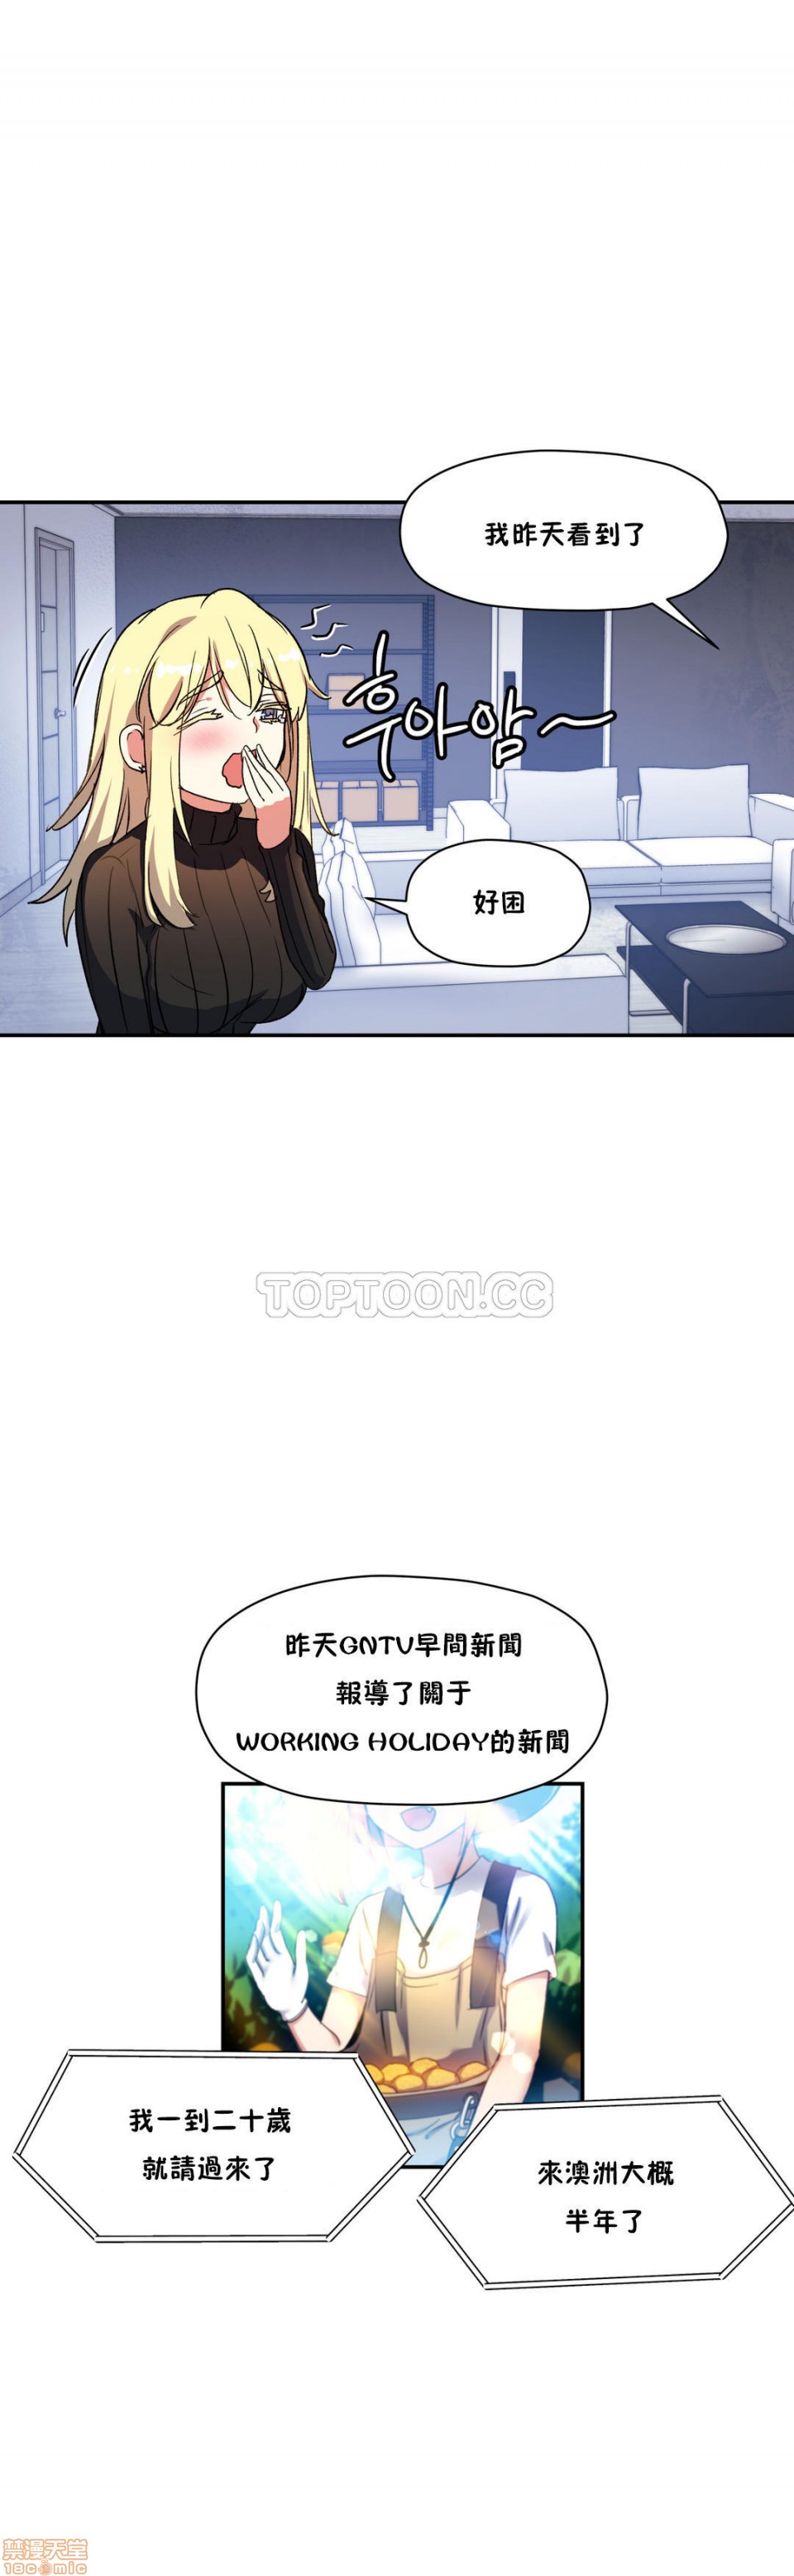 我昨天看到了
후아암~
好困
TOPTOON.CC
昨天GNTV早間新聞
報導了關于
WORKING HOLIDAY的新聞
我一到二十歲
就請過來了
來澳洲大概
半年了
禁漫天堂
18comic